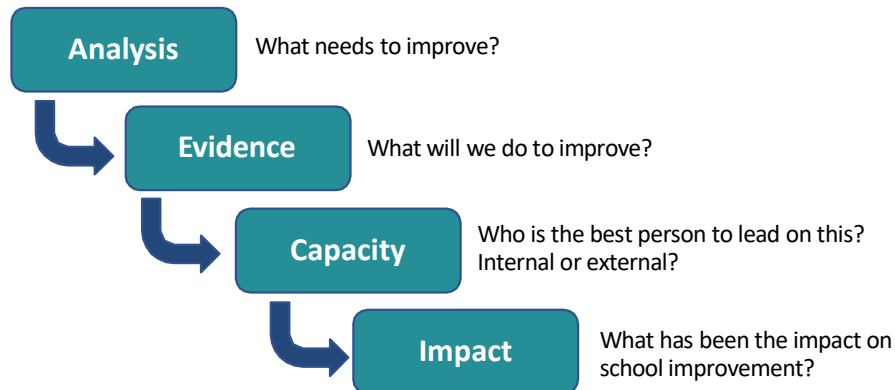 Analysis
What needs to improve?
Evidence
What will we do to improve?
Capacity
Who is the best person to lead on this?
Internal or external?
Impact
What has been the impact on
school improvement?